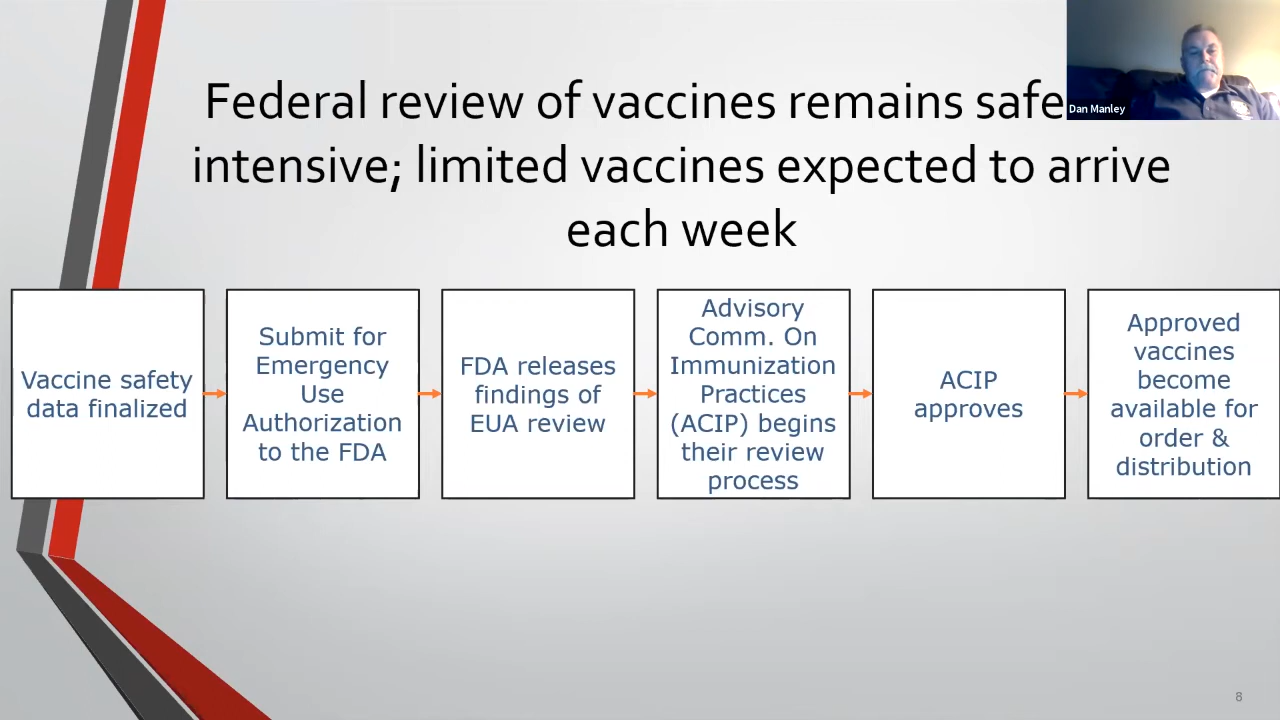 Federal review of vaccines remains safe
intensive; limited vaccines expected to arrive
each week
Dan Manley
Vaccine safety
data finalized
Submit for
Emergency
Use
Authorization
to the FDA
FDA releases
findings of
EUA review
Advisory
Comm. On
Immunization
Practices
(ACIP) begins
their review
process
ACIP
approves
Approved
vaccines
become
available for
order &
distribution
8